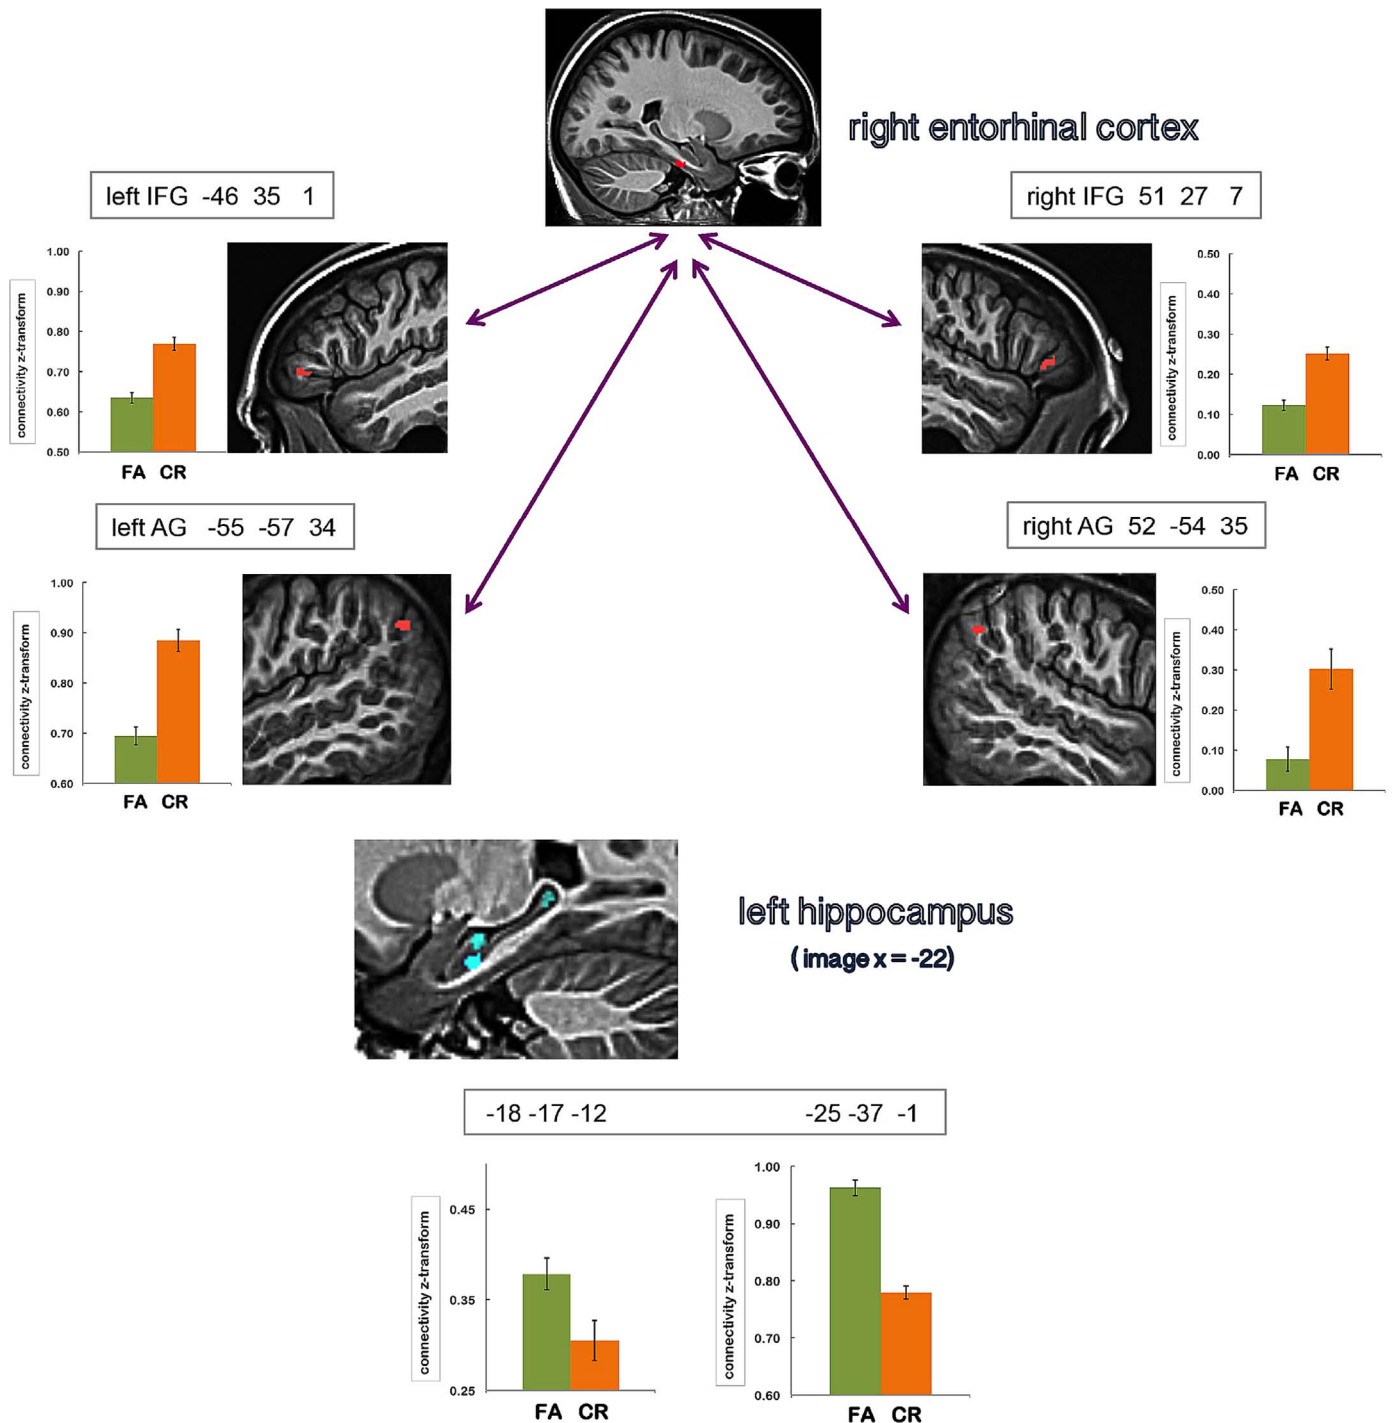 right entorhinal cortex
left IFG -46 35 1
right IFG 51 27 7
connectivity z-transform
1.00
0.90
0.80
0.70
0.60
0.50
FA CR
connectivity z-transform
0.50
0.40
0.30
0.20
0.10
0.00
FA CR
left AG -55 -57 34
right AG 52 -54 35
connectivity z-transform
1.00
0.90
0.80
0.70
0.60
FA CR
connectivity z-transform
0.50
0.40
0.30
0.20
0.10
0.00
FA CR
left hippocampus
(image x = -22)
-18 -17 -12 -25 -37 -1
connectivity z-transform
0.45
0.35
0.25
FA CR
connectivity z-transform
1.00
0.90
0.80
0.70
0.60
FA CR